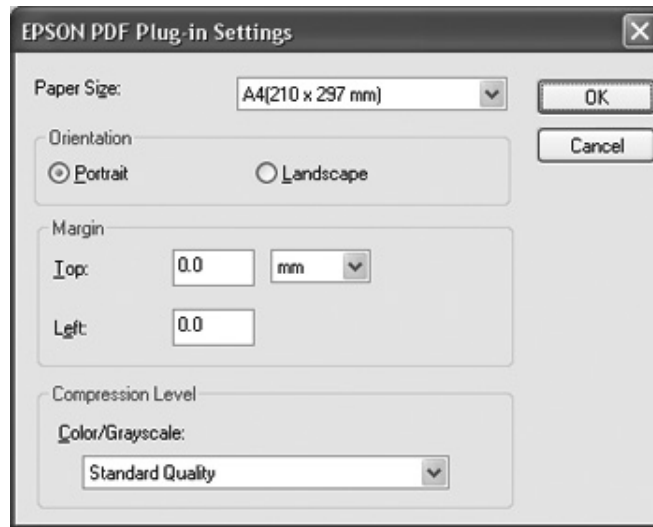 EPSON PDF Plug-in Settings
Paper Size: A4(210 x 297 mm) OK
Cancel
Orientation
Portrait Landscape
Margin
Top: 0.0 mm
Left: 0.0
Compression Level
Color/Grayscale:
Standard Quality